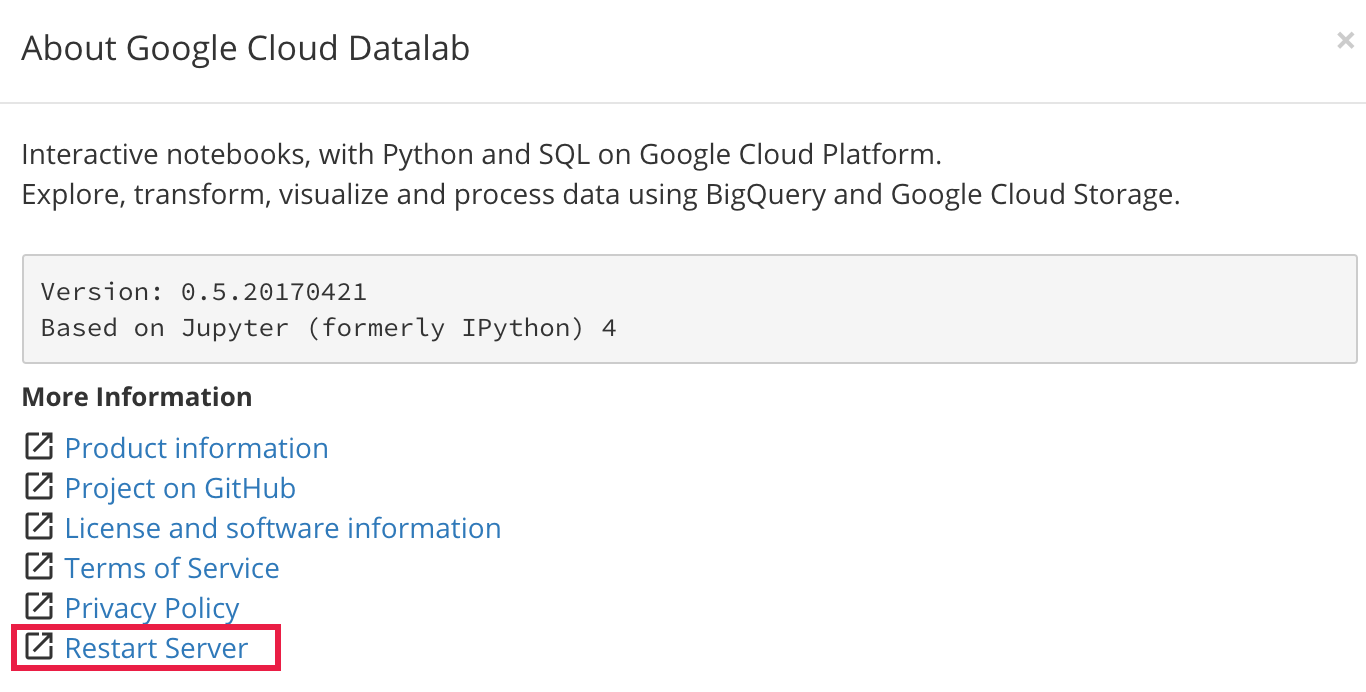 About Google Cloud Datalab
×
Interactive notebooks, with Python and SQL on Google Cloud Platform.
Explore, transform, visualize and process data using BigQuery and Google Cloud Storage.
Version: 0.5.20170421
Based on Jupyter (formerly IPython) 4
More Information
Product information
Project on GitHub
License and software information
Terms of Service
Privacy Policy
Restart Server